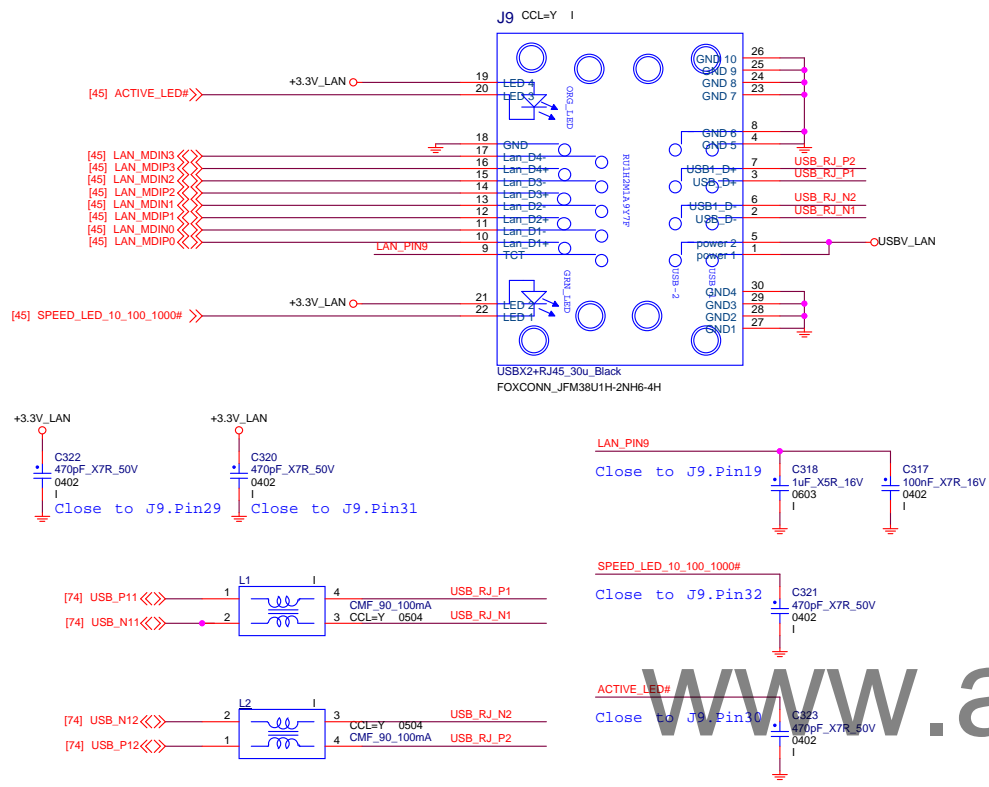 J9 CCL=Y I
+3.3V_LAN
[45] ACTIVE_LED#
19
20
LED 4
LED 3
ORG_LED
GND 10
GND 9
GND 8
GND 7
26
25
24
23
GND 6
GND 5
8
4
[45] LAN_MDIN3
[45] LAN_MDIP3
[45] LAN_MDIN2
[45] LAN_MDIP2
[45] LAN_MDIN1
[45] LAN_MDIP1
[45] LAN_MDIN0
[45] LAN_MDIP0
LAN_PIN9
18
17
16
15
14
13
12
11
10
9
GND
Lan_D4-
Lan_D4+
Lan_D3-
Lan_D3+
Lan_D2-
Lan_D2+
Lan_D1-
Lan_D1+
TCT
RU1H2M1A9Y7F
USB1_D+
USB_D+
7
3
USB_RJ_P2
USB_RJ_P1
USB1_D-
USB_D-
6
2
USB_RJ_N2
USB_RJ_N1
power 2
power 1
5
1
USBV_LAN
USB-2
GRN_LED
+3.3V_LAN
[45] SPEED_LED_10_100_1000#
21
22
LED 2
LED 1
GND4
GND3
GND2
GND1
30
29
28
27
USBX2+RJ45_30u_Black
FOXCONN_JFM38U1H-2NH6-4H
+3.3V_LAN
C322
470pF_X7R_50V
0402
I
Close to J9.Pin29
+3.3V_LAN
C320
470pF_X7R_50V
0402
I
Close to J9.Pin31
LAN_PIN9
Close to J9.Pin19
C318
1uF_X5R_16V
0603
I
C317
100nF_X7R_16V
0402
I
[74] USB_P11
[74] USB_N11
L1 I
1
2
4
3
CMF_90_100mA
CCL=Y 0504
USB_RJ_P1
USB_RJ_N1
SPEED_LED_10_100_1000#
Close to J9.Pin32
C321
470pF_X7R_50V
0402
I
[74] USB_N12
[74] USB_P12
L2 I
2
1
3
4
CCL=Y 0504
CMF_90_100mA
USB_RJ_N2
USB_RJ_P2
ACTIVE_LED#
Close to J9.Pin30
C323
470pF_X7R_50V
0402
I
www.a